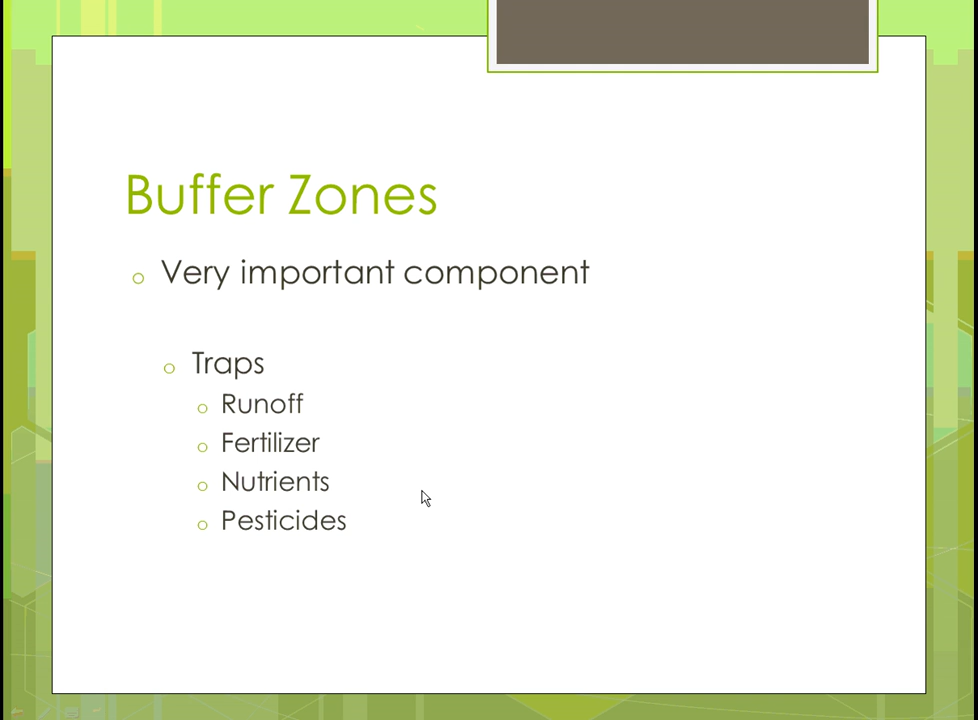 Buffer Zones
Very important component
Traps
Runoff
Fertilizer
Nutrients
Pesticides